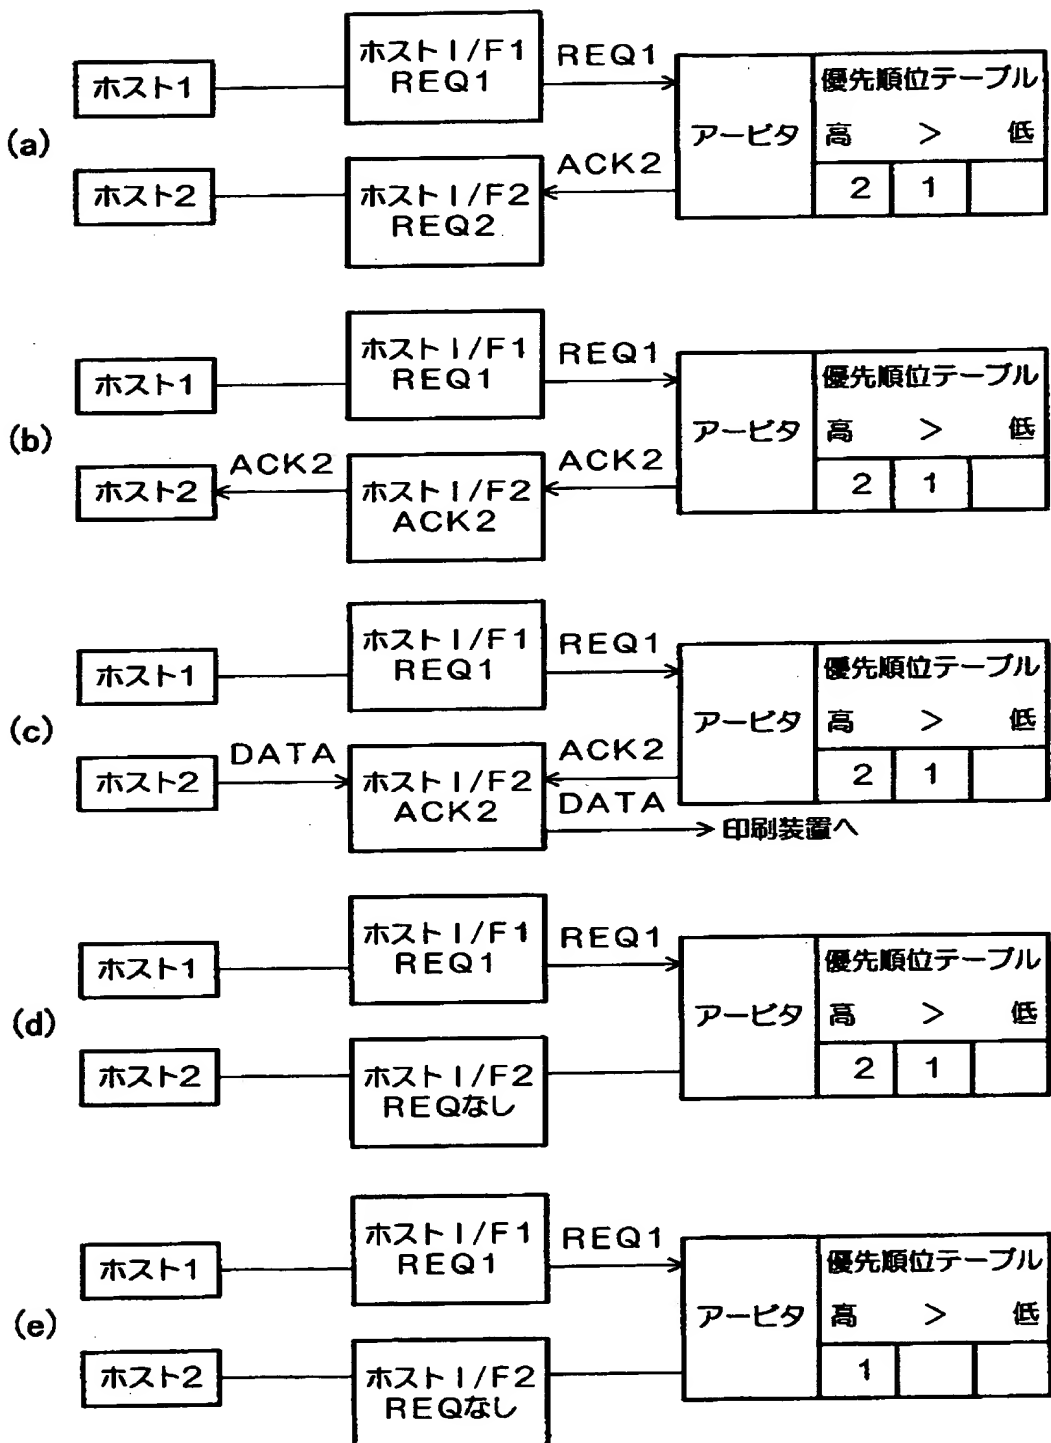 (a)
ホスト1
ホストI/F1
REQ1
REQ1
アービタ
優先順位テーブル
高 > 低
2 1
ホスト2
ホストI/F2
REQ2
ACK2
(b)
ホスト1
ホストI/F1
REQ1
REQ1
アービタ
優先順位テーブル
高 > 低
2 1
ホスト2
ACK2
ホストI/F2
ACK2
ACK2
(c)
ホスト1
ホストI/F1
REQ1
REQ1
アービタ
優先順位テーブル
高 > 低
2 1
ホスト2
DATA
ホストI/F2
ACK2
ACK2
DATA
印刷装置へ
(d)
ホスト1
ホストI/F1
REQ1
REQ1
アービタ
優先順位テーブル
高 > 低
2 1
ホスト2
ホストI/F2
REQなし
(e)
ホスト1
ホストI/F1
REQ1
REQ1
アービタ
優先順位テーブル
高 > 低
1
ホスト2
ホストI/F2
REQなし